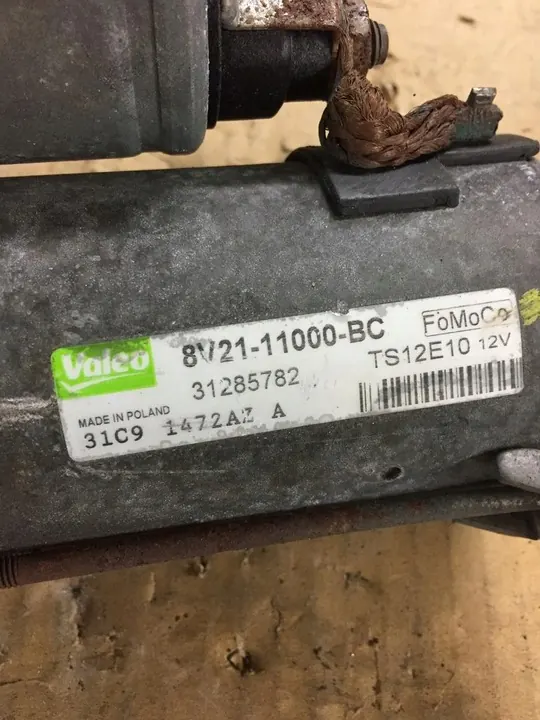 Valeo
8V21-11000-BC
FoMoCo
31285782
TS12E10 12V
MADE IN POLAND
31C9 1472AZ A